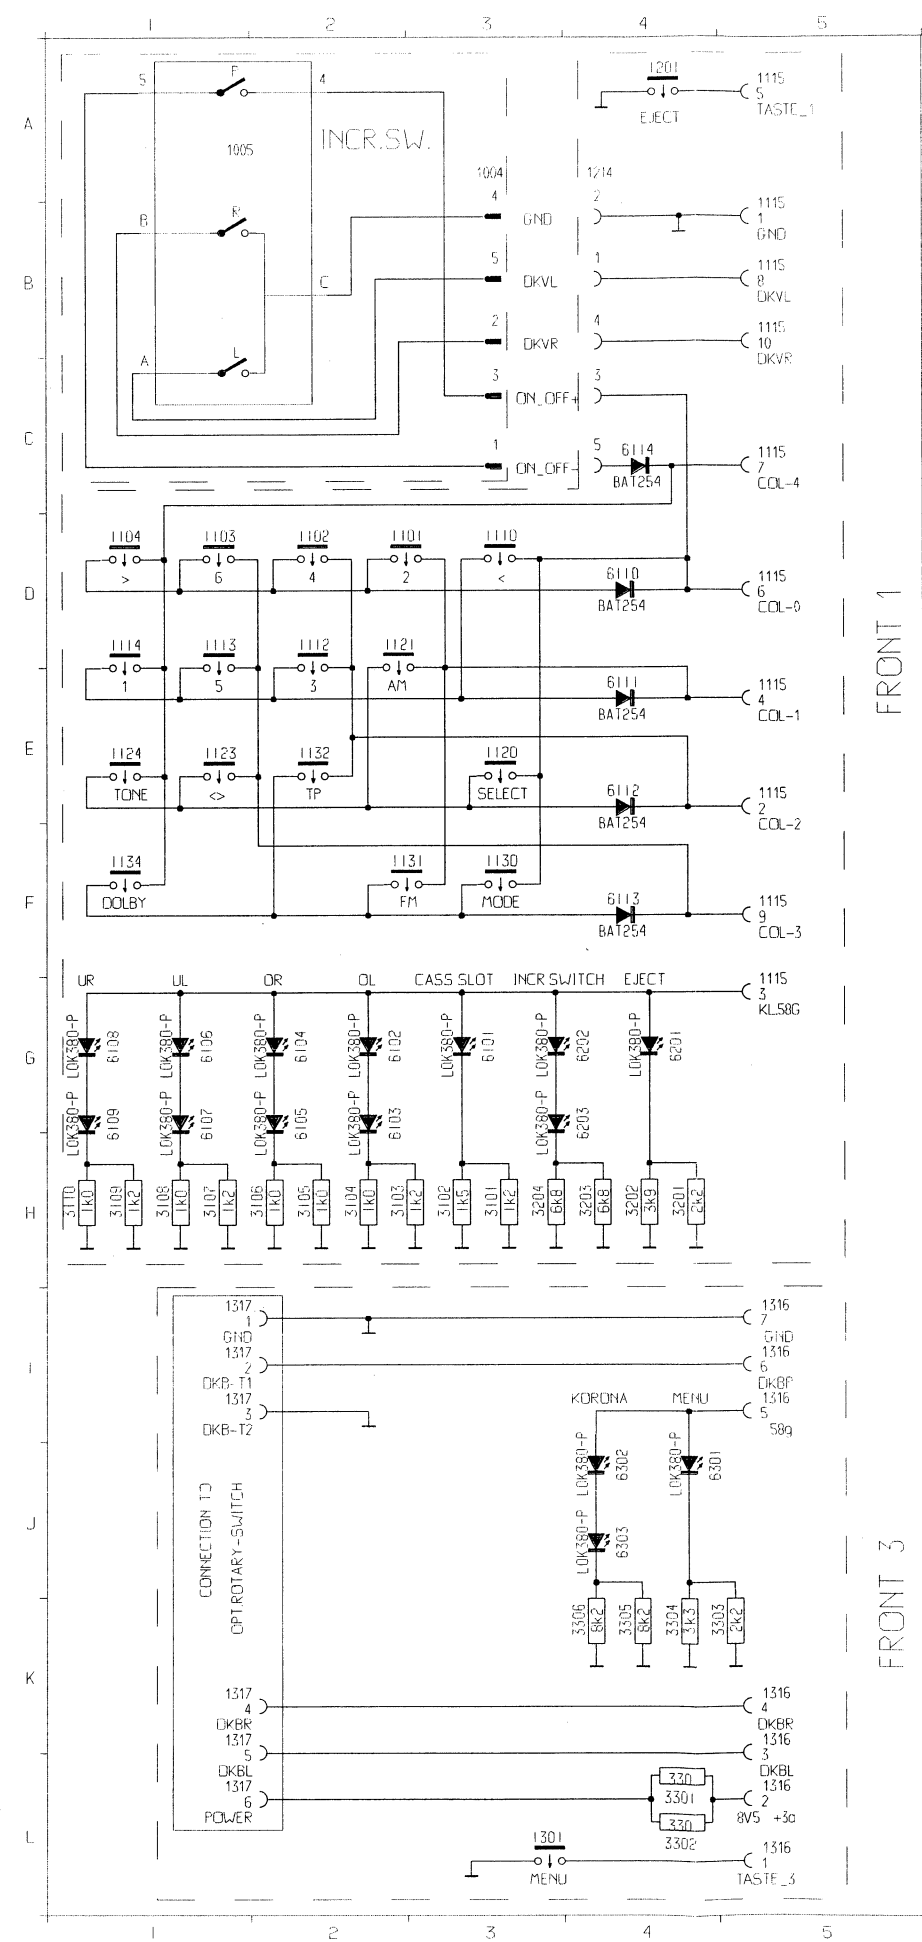 1 2 3 4 5
A
B
C
D
E
F
G
H
I
J
K
L
5 4
1005
INCR.SW.
R
B
C
L
A
1201
EJECT
1115
5
TASTE_1
1004 1214
4 GND 2
1115
1
GND
5 DKVL 1
1115
8
DKVL
2 DKVR 4
1115
10
DKVR
3 ON_OFF+ 3
1 ON_OFF- 5
6114
BAT254
1115
7
COL-4
1104 1103 1102 1101 1110
> 6 4 2 <
6110
BAT254
1115
6
COL-0
1114 1113 1112 1121
1 5 3 AM
6111
BAT254
1115
4
COL-1
1124 1123 1132 1120
TONE <> TP SELECT
6112
BAT254
1115
2
COL-2
1134 1131 1130
DOLBY FM MODE
6113
BAT254
1115
9
COL-3
FRONT 1
UR UL OR OL CASS SLOT INCR SWITCH EJECT
1115
3
KL58G
LOK380-P 6108 LOK380-P 6106 LOK380-P 6104 LOK380-P 6102 LOK380-P 6101 LOK380-P 6202 LOK380-P 6201
LOK380-P 6109 LOK380-P 6107 LOK380-P 6105 LOK380-P 6103 LOK380-P 6203
3110 1k0 3109 1k2 3108 1k0 3107 1k2 3106 1k0 3105 1k0 3104 1k0 3103 1k2 3102 1k5 3101 1k2 3204 6k8 3203 6k8 3202 3k9 3201 2k2
1317
1
GND
1316
7
GND
1317
2
DKB-T1
1316
6
1317
3
DKB-T2
KORONA MENU
1316
5
58g
LOK380-P 6302 LOK380-P 6301
LOK380-P 6303
CONNECTION TO
OPT.ROTARY-SWITCH
3306 8k2 3305 8k2 3304 3k3 3303 2k2
FRONT 3
1317
4
DKBR
1316
4
DKBR
1317
5
DKBL
1316
3
DKBL
1317
6
POWER
330
3301
330
3302
1316
2
8V5 +3a
1301
MENU
1316
1
TASTE_3
1 2 3 4 5